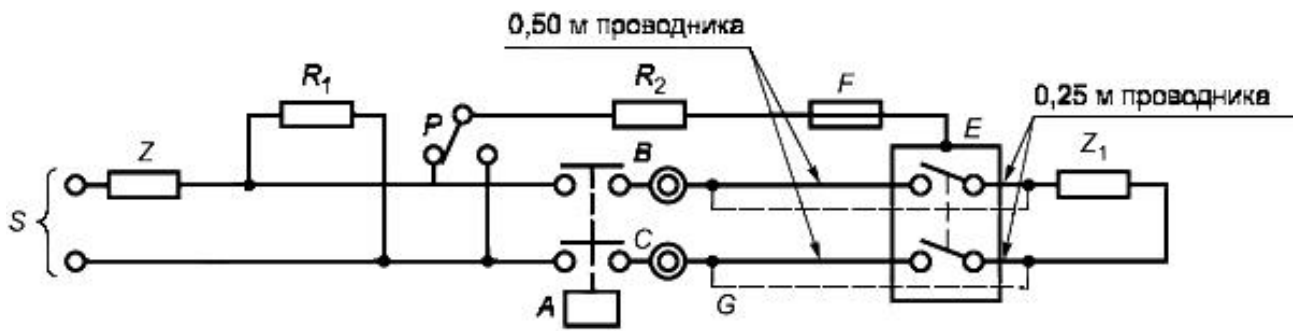 0,50 м проводника
R₁
R₂
F
0,25 м проводника
P
E
Z
B
Z₁
S
C
G
A